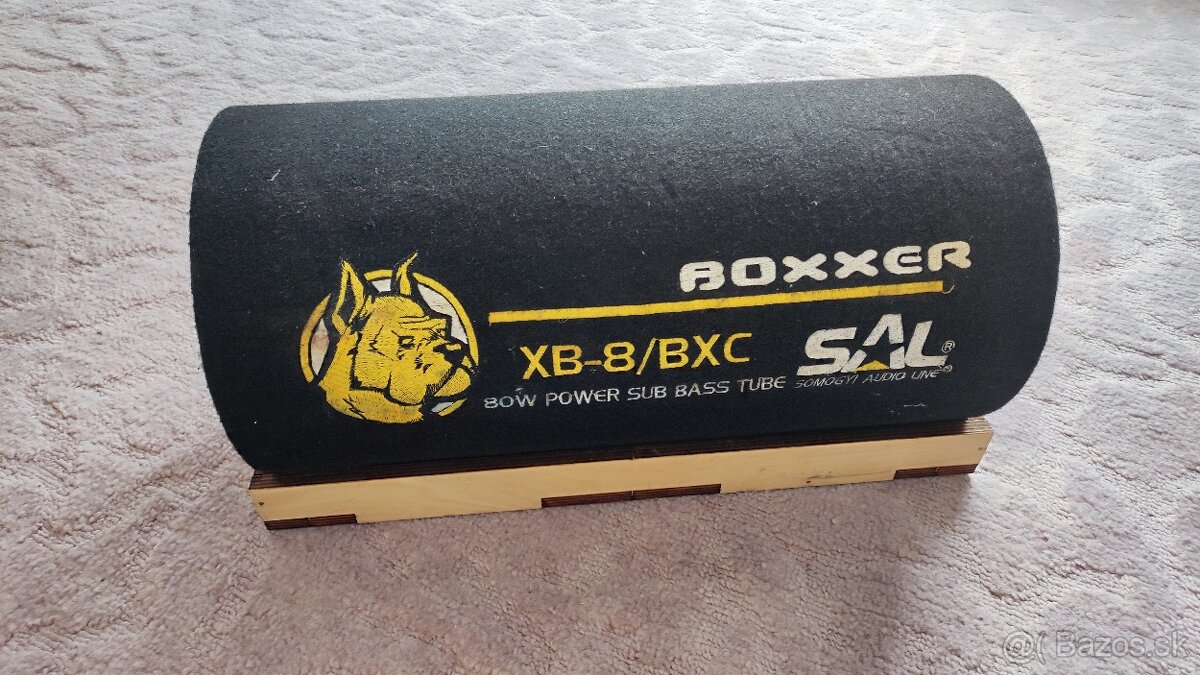 BOXXER
XB-8/BXC
SAL®
80W POWER SUB BASS TUBE
SOMOGYI AUDIO LINE®
@( Bazos.sk